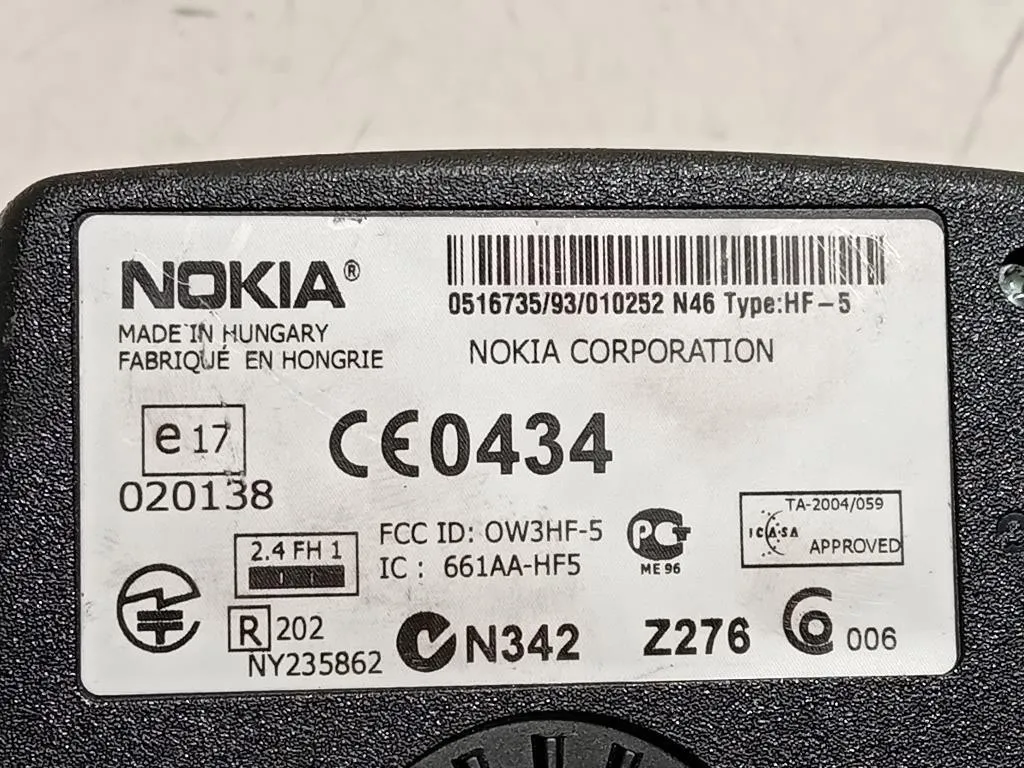 NOKIA®
MADE IN HUNGARY
FABRIQUÉ EN HONGRIE
0516735/93/010252 N46 Type:HF-5
NOKIA CORPORATION
e17
020138
CE0434
2.4 FH 1
FCC ID: OW3HF-5
IC : 661AA-HF5
PCT
ME 96
TA-2004/059
ICASA
APPROVED
R 202
NY235862
N342
Z276
006